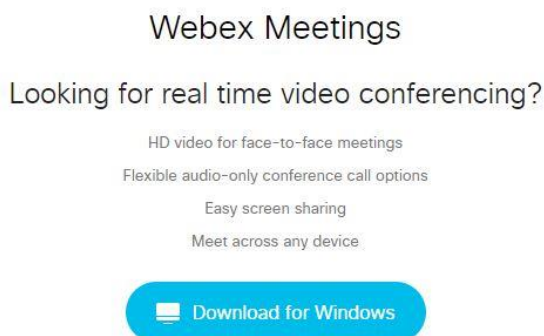 Webex Meetings
Looking for real time video conferencing?
HD video for face-to-face meetings
Flexible audio-only conference call options
Easy screen sharing
Meet across any device
Download for Windows